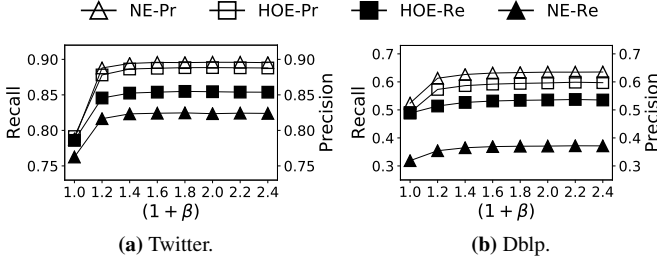 NE-Pr HOE-Pr HOE-Re NE-Re
0.90 0.90 0.7 0.7
0.85 0.85 0.6 0.6
0.80 0.80 0.5 0.5
0.75 0.75 0.4 0.4
0.3 0.3
Recall Precision Recall Precision
1.0 1.2 1.4 1.6 1.8 2.0 2.2 2.4 1.0 1.2 1.4 1.6 1.8 2.0 2.2 2.4
(1 + β) (1 + β)
(a) Twitter. (b) Dblp.